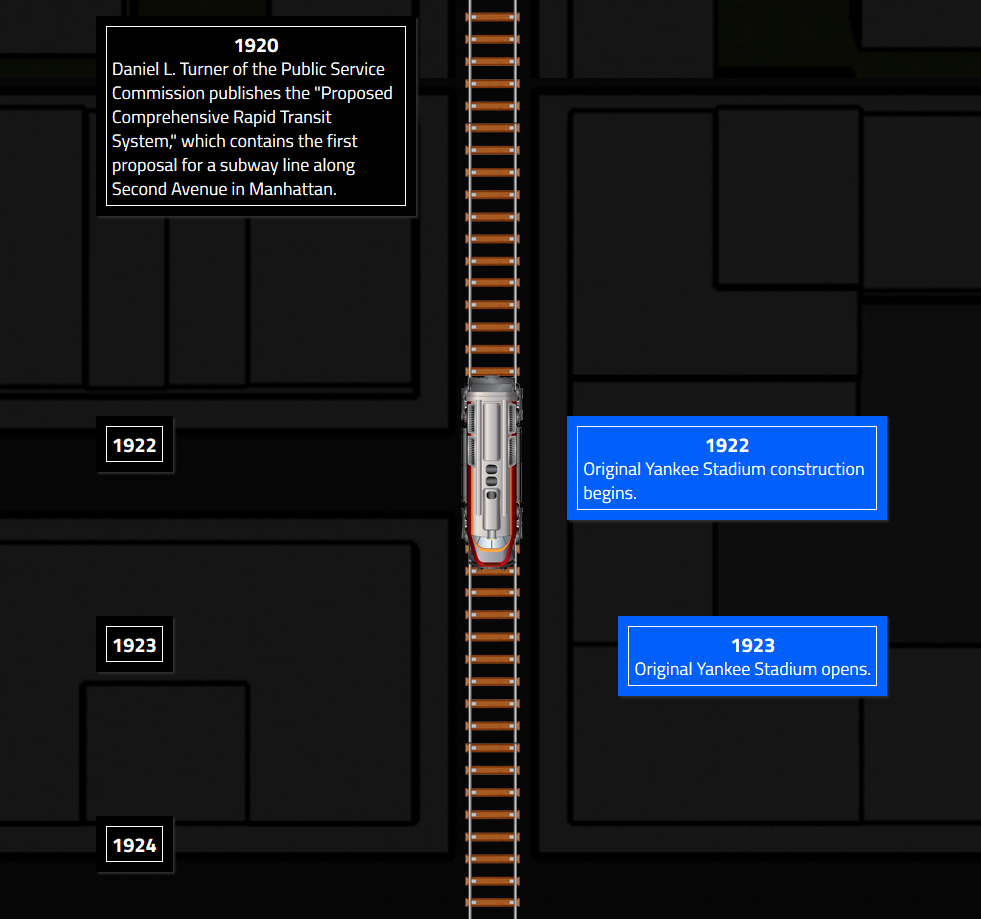 1920
Daniel L. Turner of the Public Service
Commission publishes the "Proposed
Comprehensive Rapid Transit
System," which contains the first
proposal for a subway line along
Second Avenue in Manhattan.
1922
1922
Original Yankee Stadium construction
begins.
1923
1923
Original Yankee Stadium opens.
1924